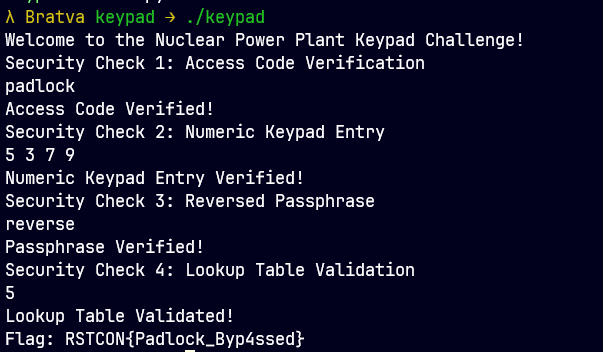 λ Bratva keypad → ./keypad
Welcome to the Nuclear Power Plant Keypad Challenge!
Security Check 1: Access Code Verification
padlock
Access Code Verified!
Security Check 2: Numeric Keypad Entry
5 3 7 9
Numeric Keypad Entry Verified!
Security Check 3: Reversed Passphrase
reverse
Passphrase Verified!
Security Check 4: Lookup Table Validation
5
Lookup Table Validated!
Flag: RSTCON{Padlock_Byp4ssed}